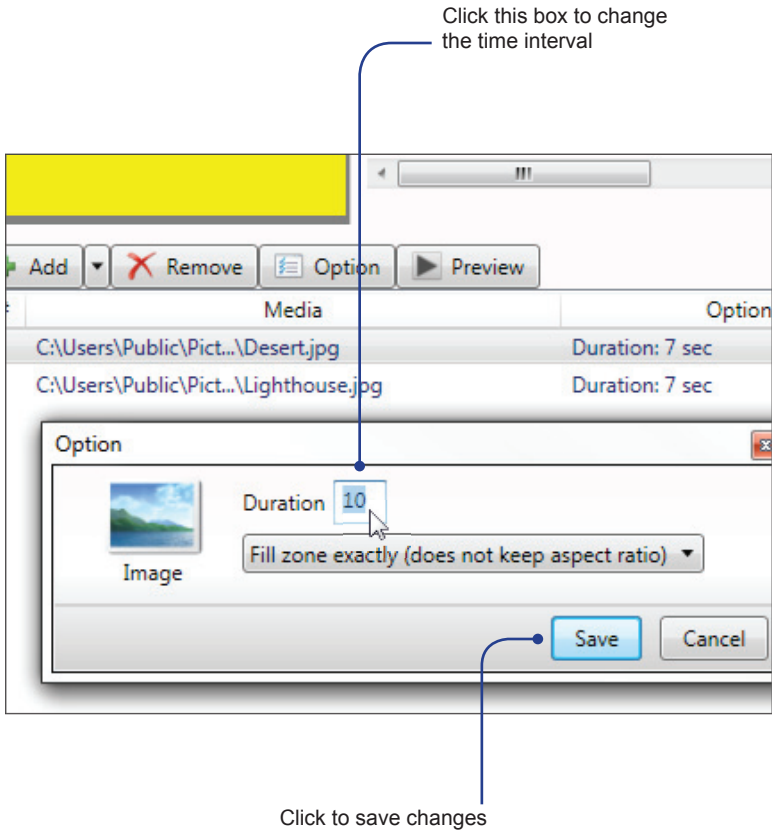 Click this box to change
the time interval
Add Remove Option Preview
Media Option
C:\Users\Public\Pict...\Desert.jpg Duration: 7 sec
C:\Users\Public\Pict...\Lighthouse.jpg Duration: 7 sec
Option
Duration 10
Fill zone exactly (does not keep aspect ratio)
Image
Save Cancel
Click to save changes